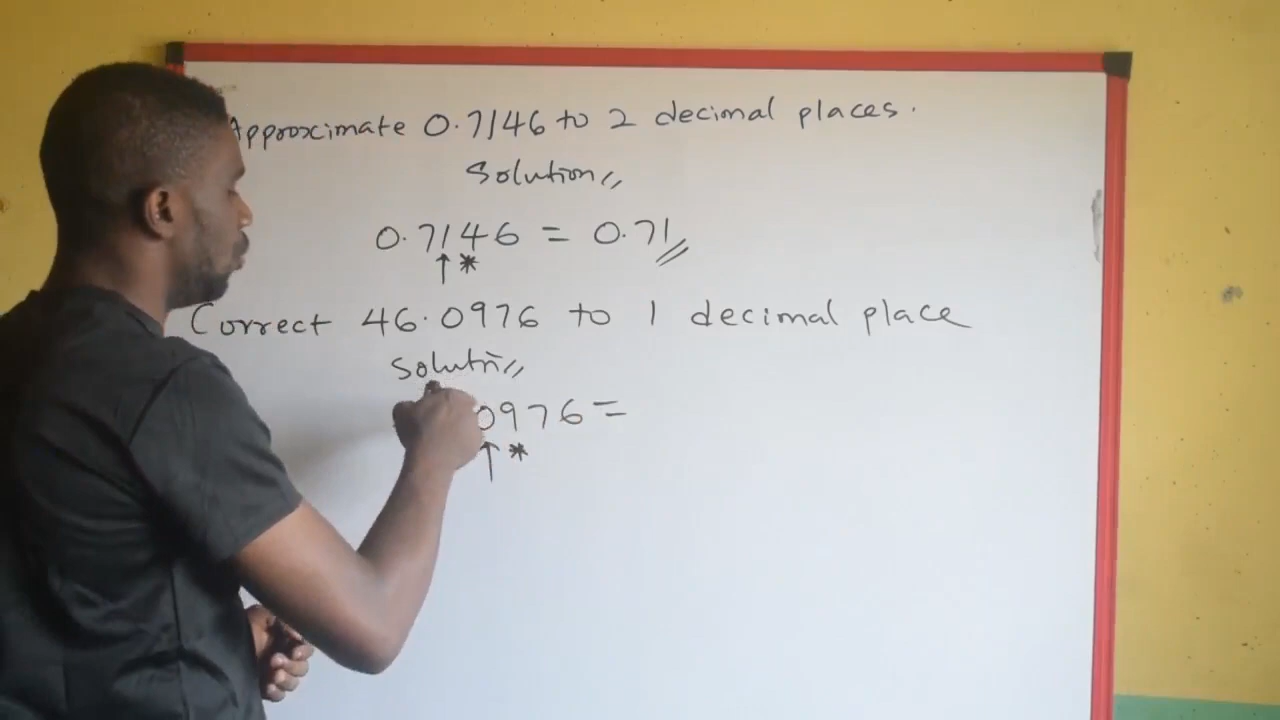 Approximate 0.7146 to 2 decimal places.
Solution,,
0.7146 = 0.71
↑ *
Correct 46.0976 to 1 decimal place
Soluti,,
0976 =
↑ *